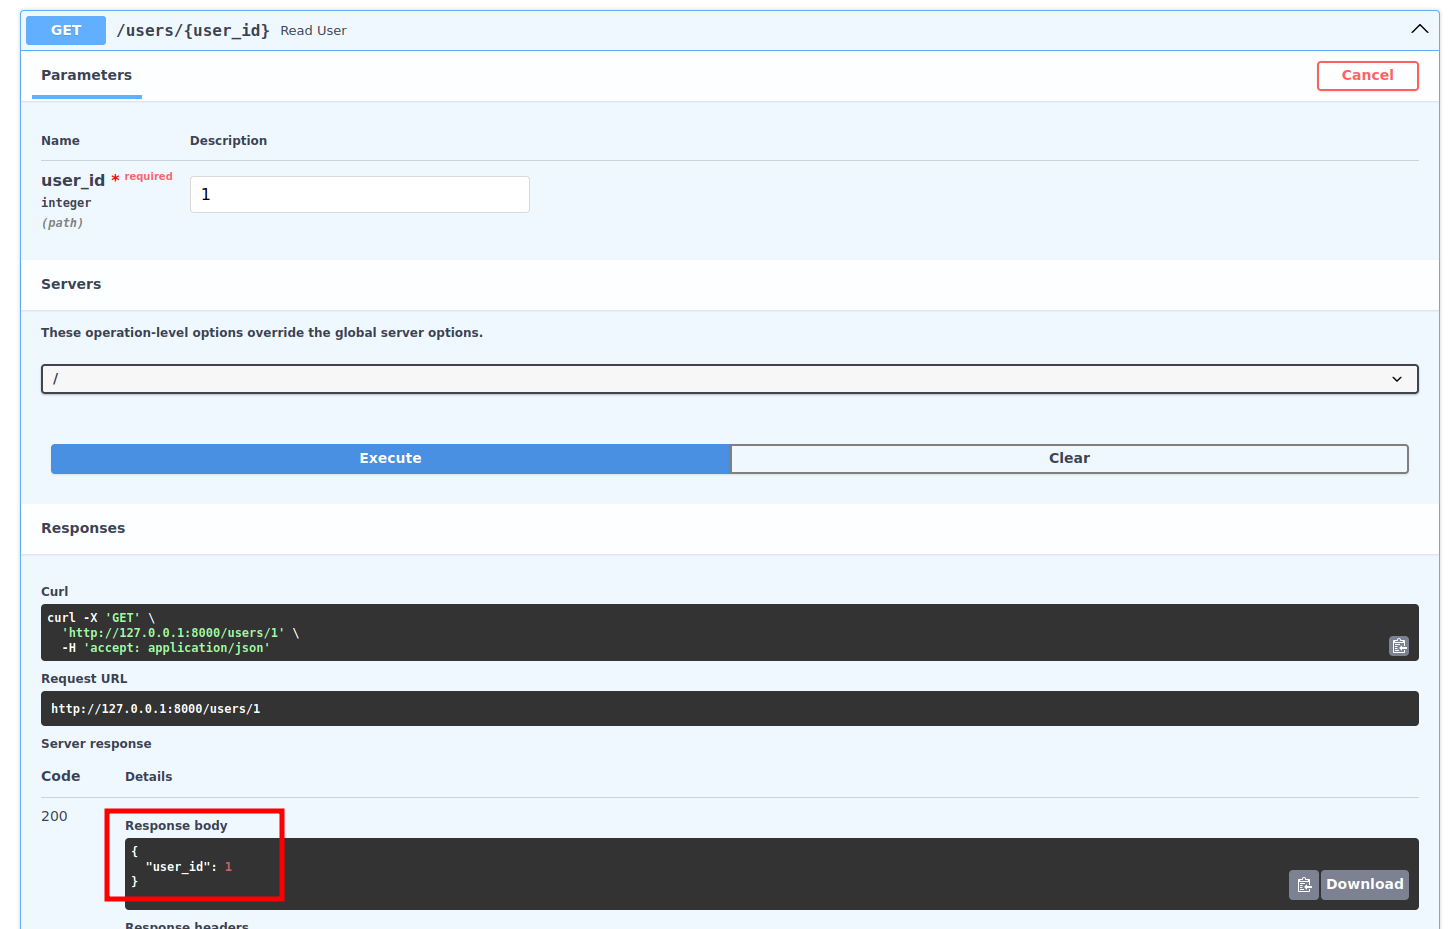 GET /users/{user_id} Read User
Parameters
Cancel
Name Description
user_id * required
integer
(path)
1
Servers
These operation-level options override the global server options.
/
Execute Clear
Responses
Curl
curl -X 'GET' \
  'http://127.0.0.1:8000/users/1' \
  -H 'accept: application/json'
Request URL
http://127.0.0.1:8000/users/1
Server response
Code Details
200
Response body
{
  "user_id": 1
}
Download
Response headers